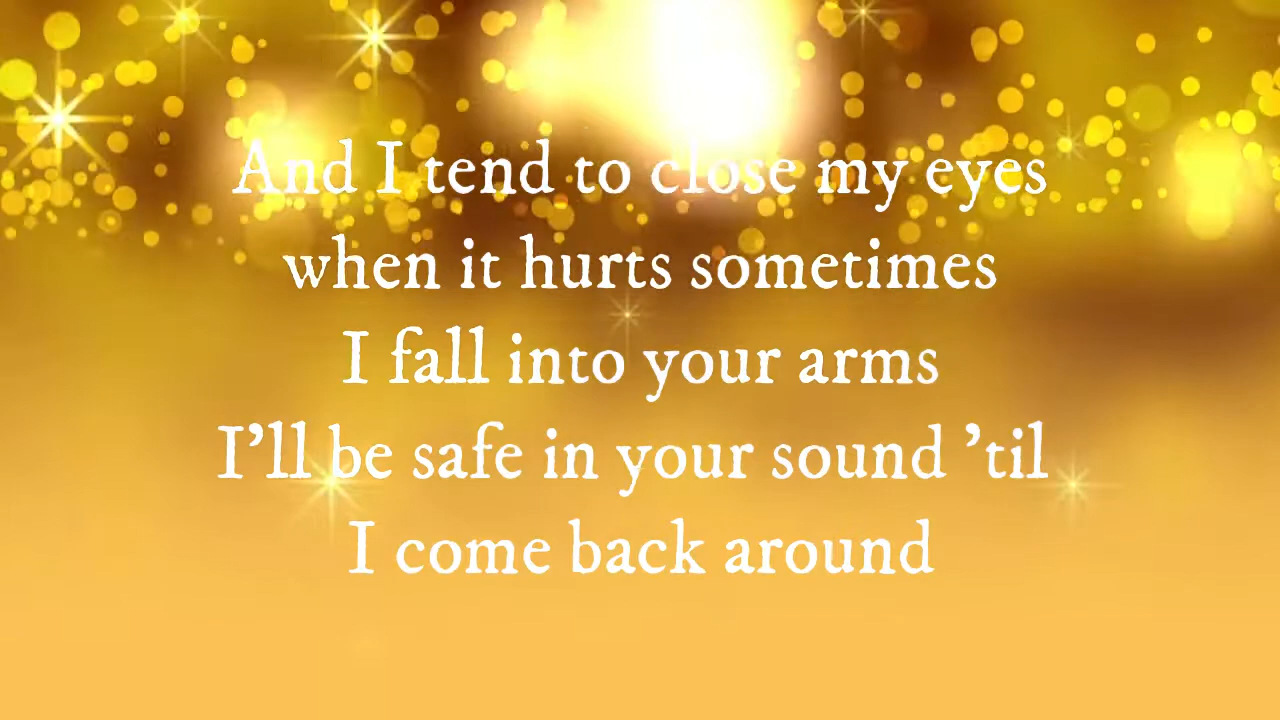 And I tend to close my eyes
when it hurts sometimes
I fall into your arms
I’ll be safe in your sound ’til
I come back around